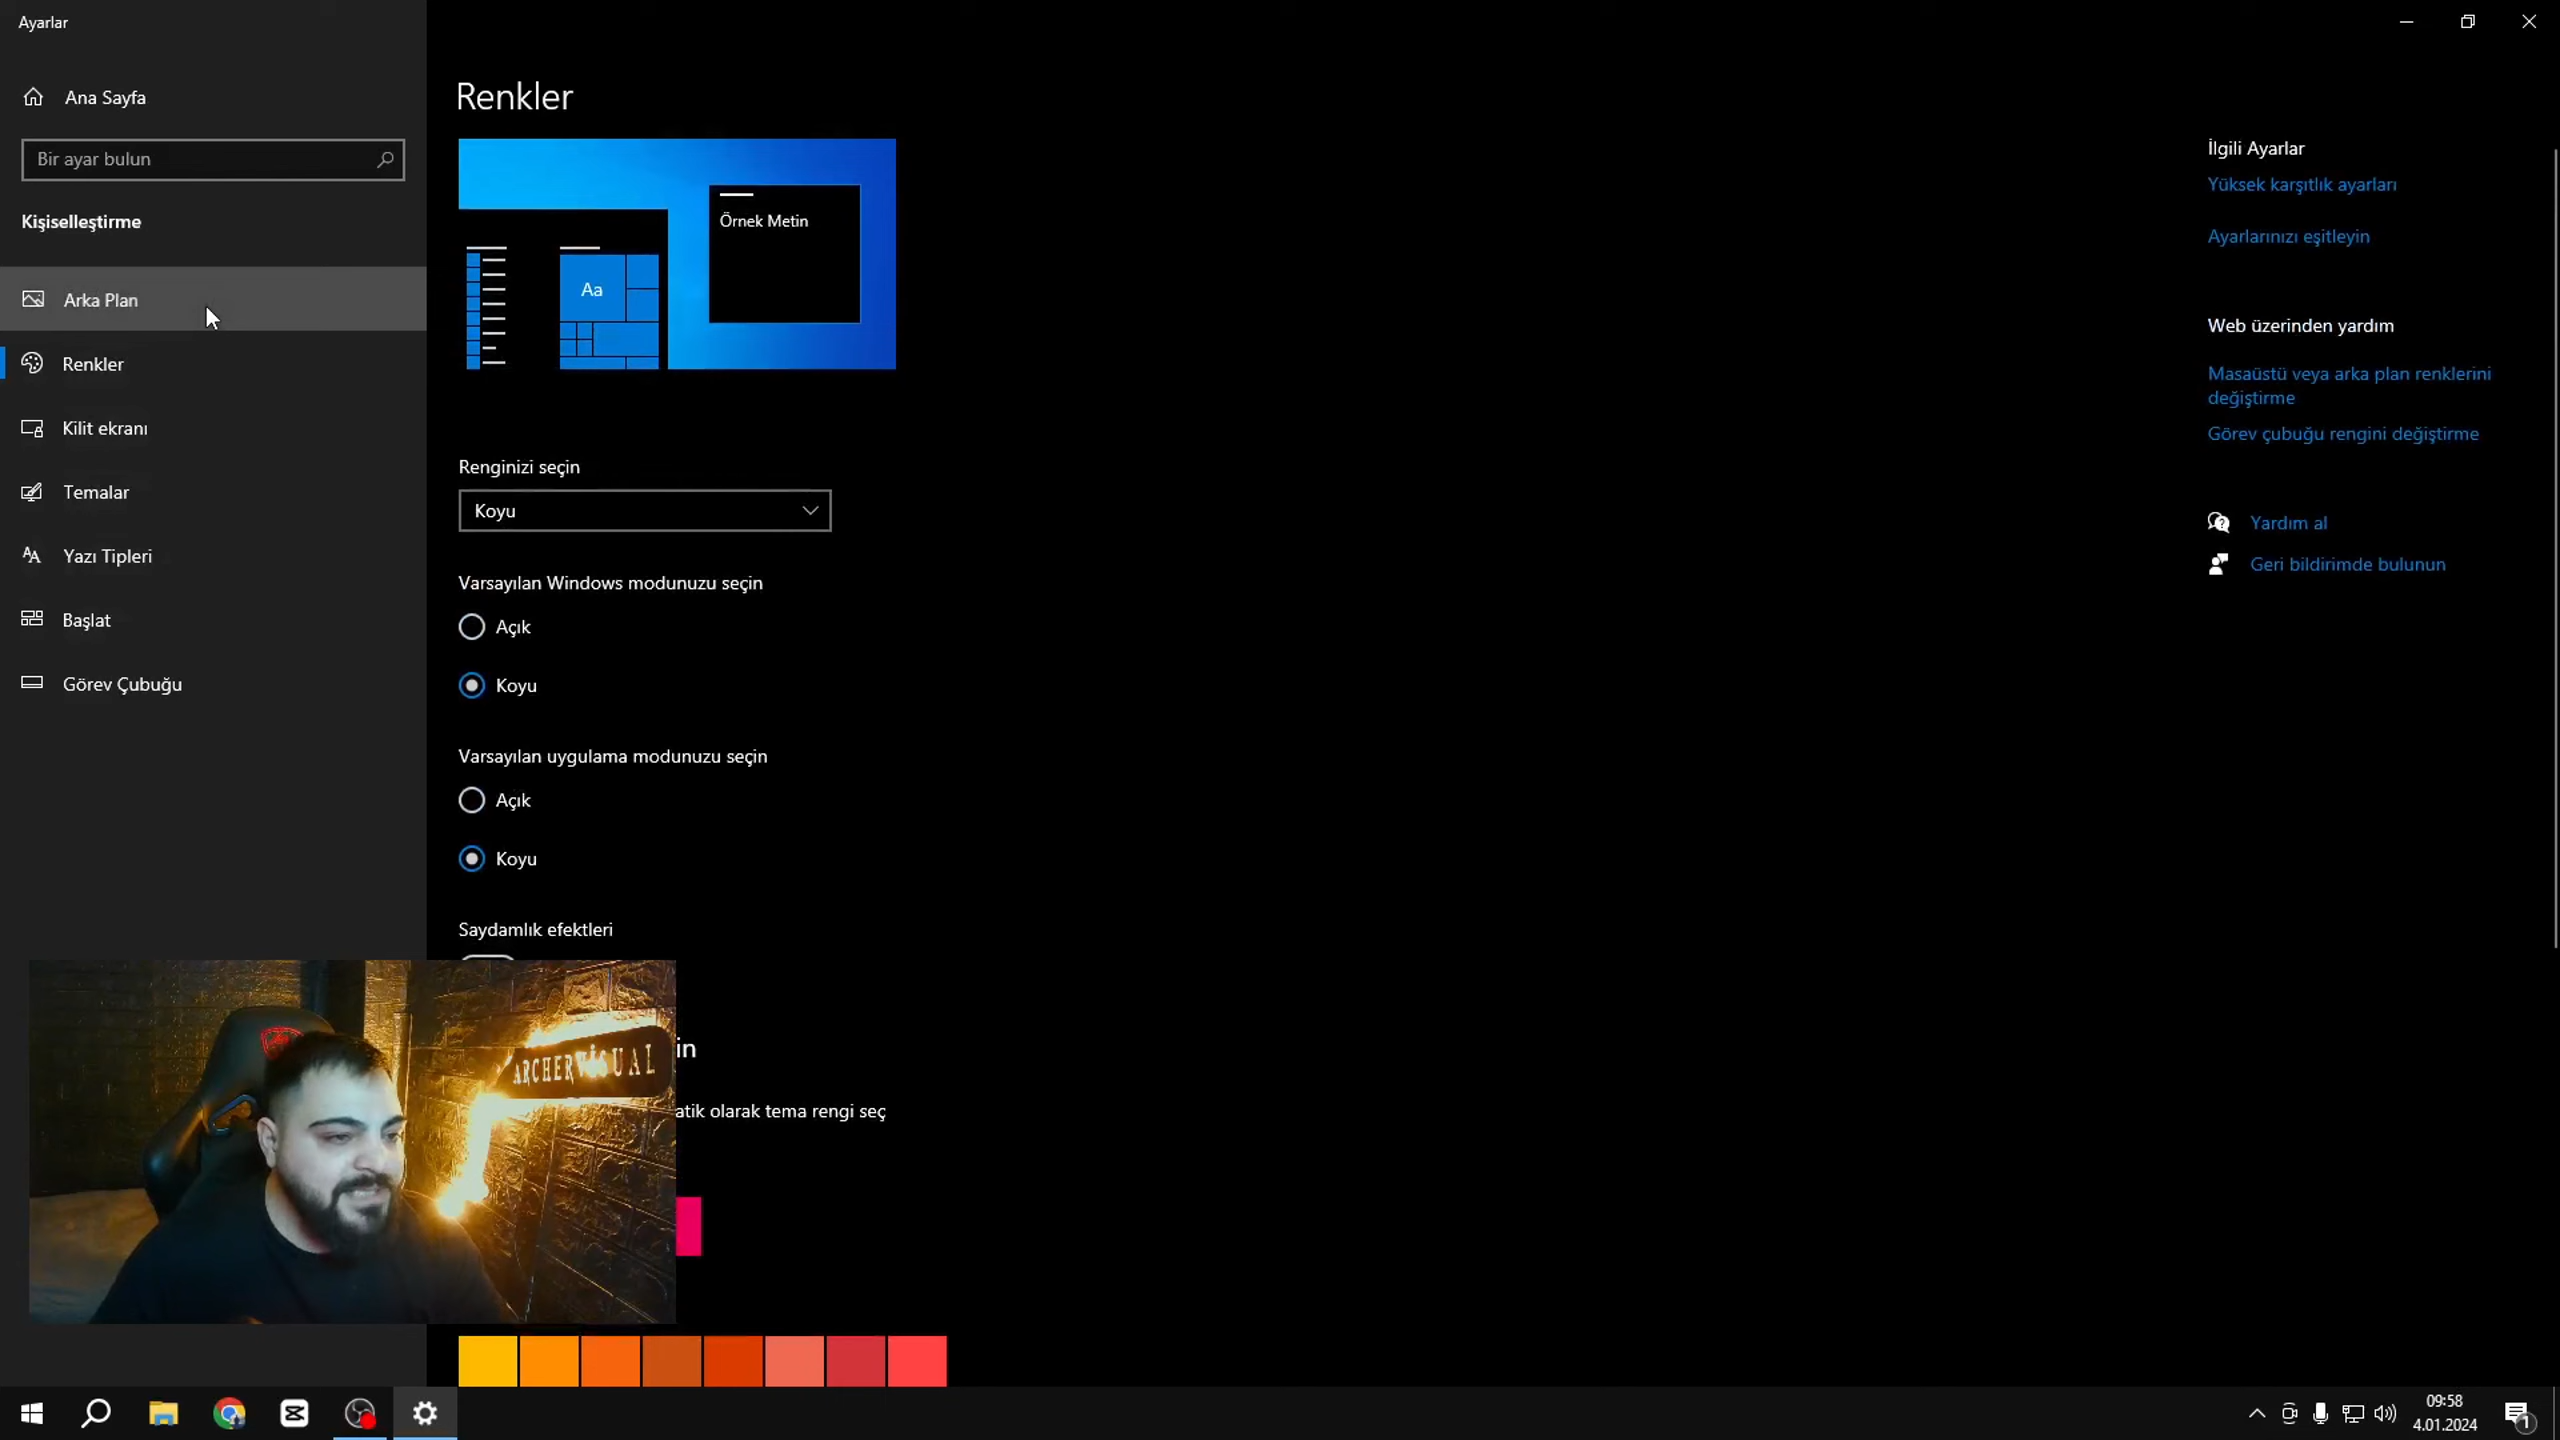 Ayarlar
Ana Sayfa
Bir ayar bulun
Kişiselleştirme
Arka Plan
Renkler
Kilit ekranı
Temalar
Yazı Tipleri
Başlat
Görev Çubuğu
Renkler
Örnek Metin
Aa
Renginizi seçin
Koyu
Varsayılan Windows modunuzu seçin
Açık
Koyu
Varsayılan uygulama modunuzu seçin
Açık
Koyu
Saydamlık efektleri
in
atik olarak tema rengi seç
ARCHERVİSUAL
İlgili Ayarlar
Yüksek karşıtlık ayarları
Ayarlarınızı eşitleyin
Web üzerinden yardım
Masaüstü veya arka plan renklerini
değiştirme
Görev çubuğu rengini değiştirme
Yardım al
Geri bildirimde bulunun
09:58
4.01.2024
1